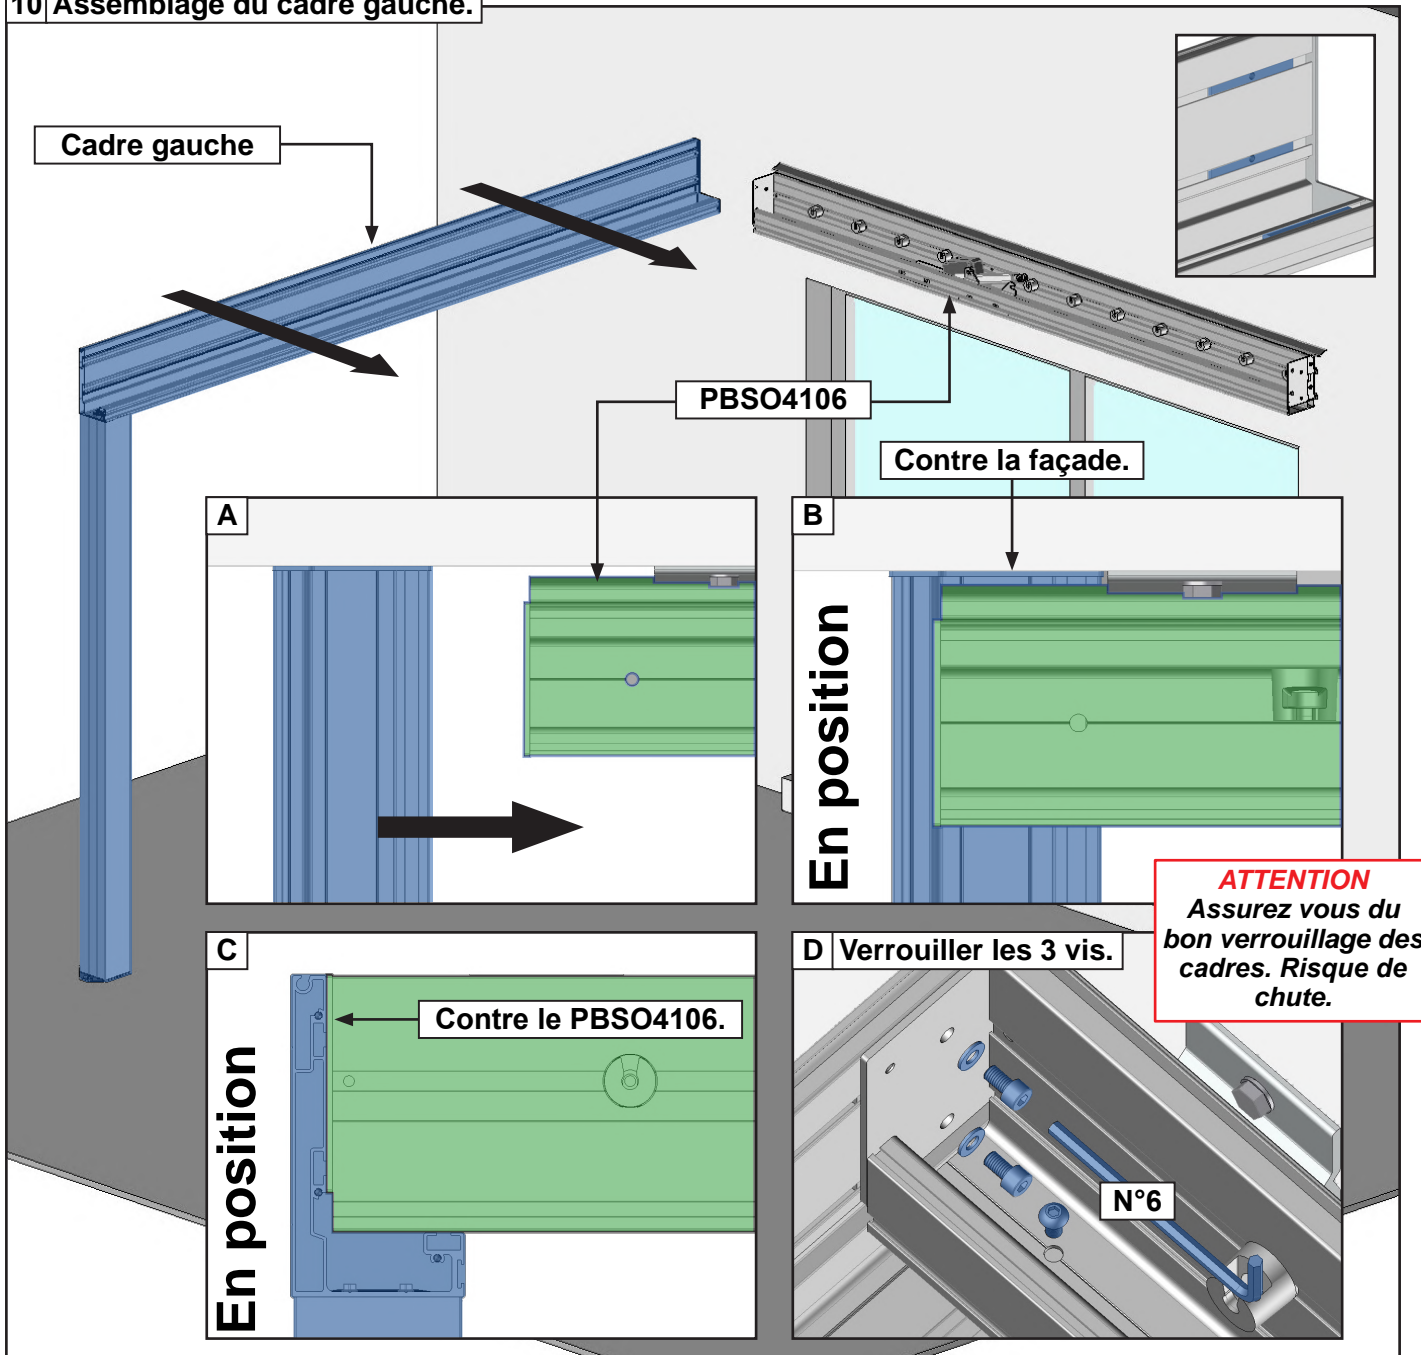 10 Assemblage du cadre gauche.
Cadre gauche
PBSO4106
Contre la façade.
A
B
En position
ATTENTION
Assurez vous du
bon verrouillage des
cadres. Risque de
chute.
C
Contre le PBSO4106.
En position
D Verrouiller les 3 vis.
N°6